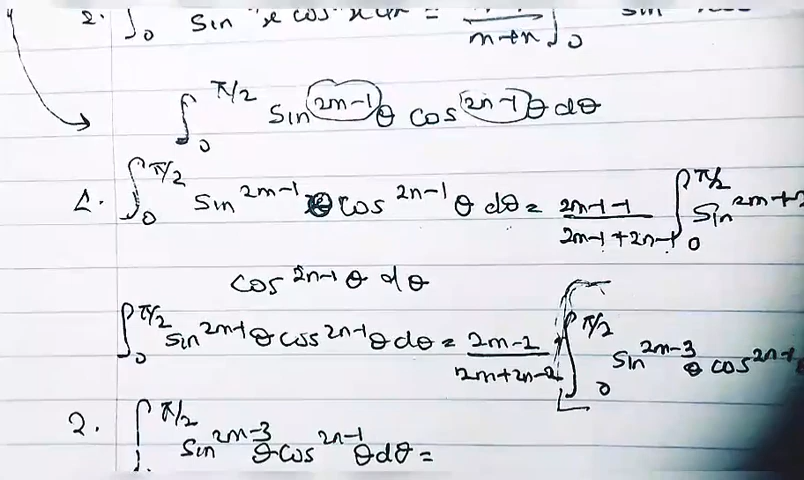 2. ∫₀ sin x cos x dx = / m+n ∫₀ sin
∫₀^π/2 sin^2m-1 θ cos^2n-1 θ dθ
1. ∫₀^π/2 sin^2m-1 θ cos^2n-1 θ dθ = 2m-1-1 / 2m-1+2n-1 ∫₀^π/2 sin^2m+2
cos^2n-1 θ dθ
∫₀^π/2 sin^2m-1 θ cos^2n-1 θ dθ = 2m-2 / 2m+2n-2 ∫₀^π/2 sin^2m-3 θ cos^2n-1
2. ∫^π/2 sin^2m-3 θ cos^2n-1 θ dθ =